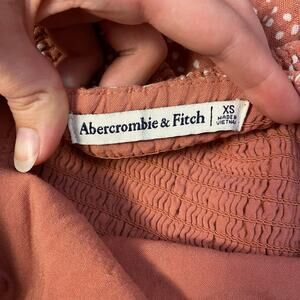 Abercrombie & Fitch
XS
MADE IN
VIETNAM